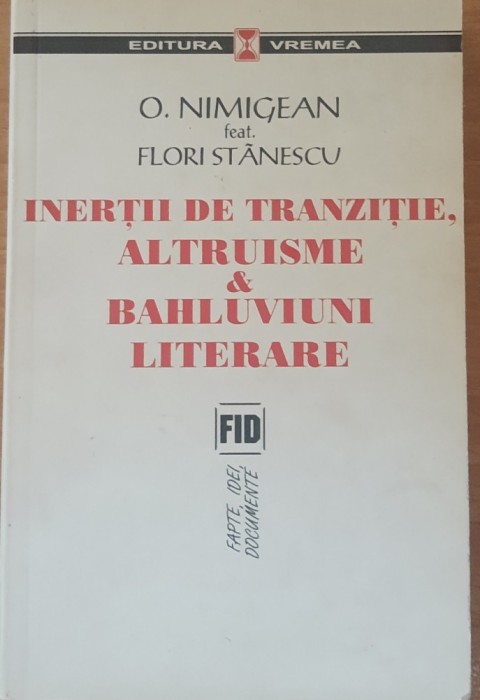 EDITURA VREMEA
O. NIMIGEAN
feat.
FLORI STĂNESCU
INERȚII DE TRANZIȚIE,
ALTRUISME
&
BAHLUVIUNI
LITERARE
FID
FAPTE, IDEI,
DOCUMENTE